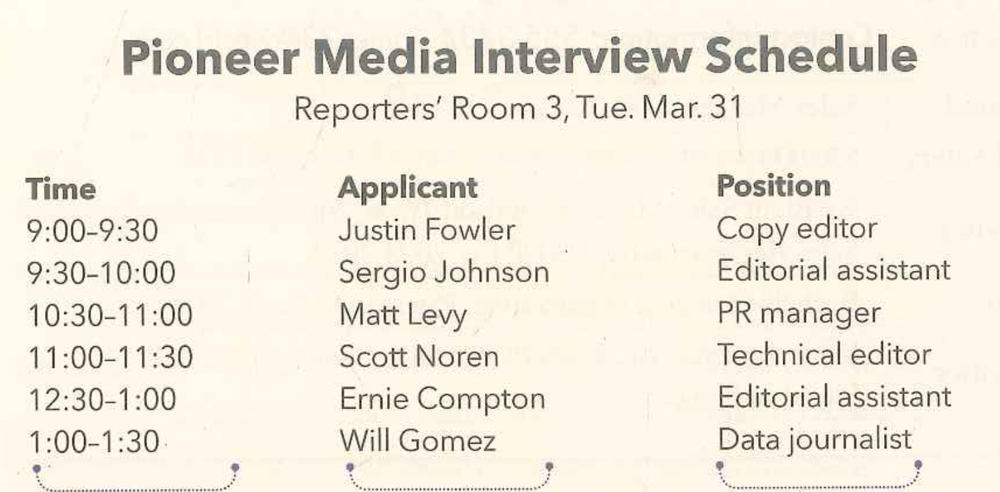 Pioneer Media Interview Schedule
Reporters' Room 3, Tue. Mar. 31
Time Applicant Position
9:00–9:30 Justin Fowler Copy editor
9:30–10:00 Sergio Johnson Editorial assistant
10:30–11:00 Matt Levy PR manager
11:00–11:30 Scott Noren Technical editor
12:30–1:00 Ernie Compton Editorial assistant
1:00–1:30 Will Gomez Data journalist